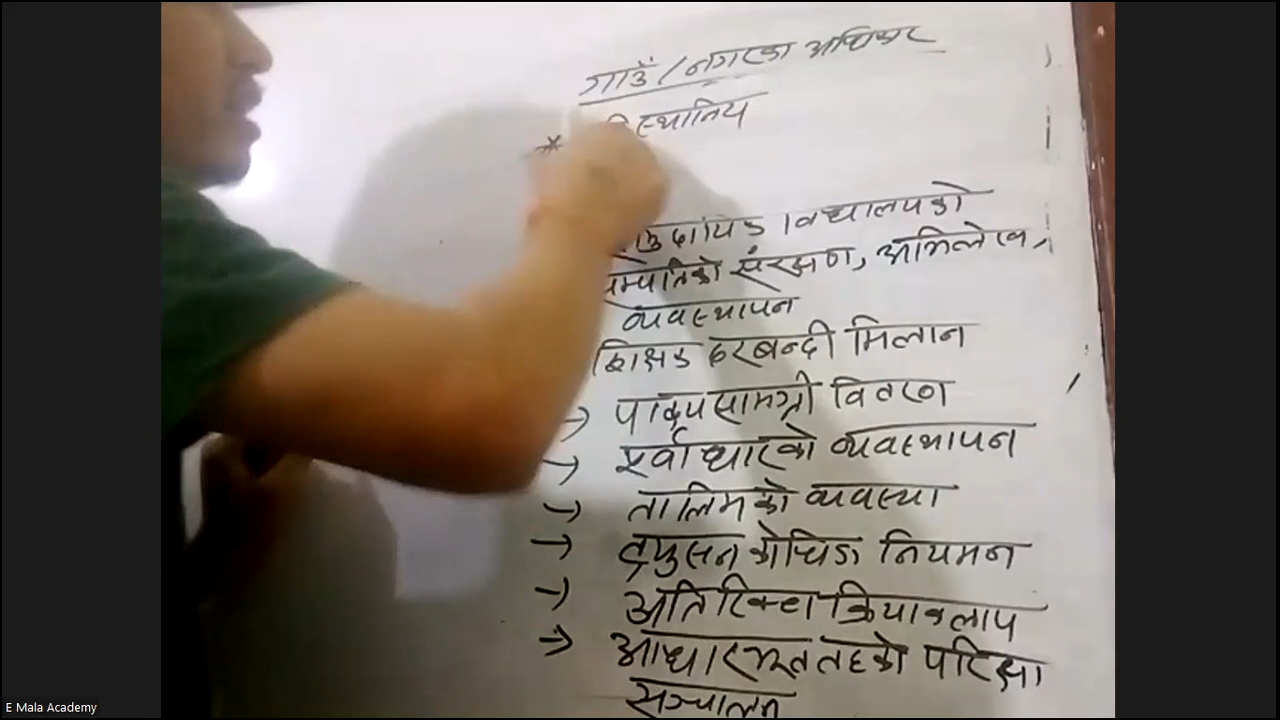 गाउँ / नगरका अधिकार
स्थानिय
विद्यालयको
सम्पतिको संरक्षण, अभिलेख,
व्यवस्थापन
शिक्षक दरबन्दी मिलान
→ पाठ्यसामग्री वितरण
→ पूर्वाधारको व्यवस्थापन
→ तालिमको व्यवस्था
→ ट्युसन कोचिङ नियमन
→ अतिरिक्त क्रियाकलाप
→ आधारभूत तहको परिक्षा
सञ्चालन
E Mala Academy